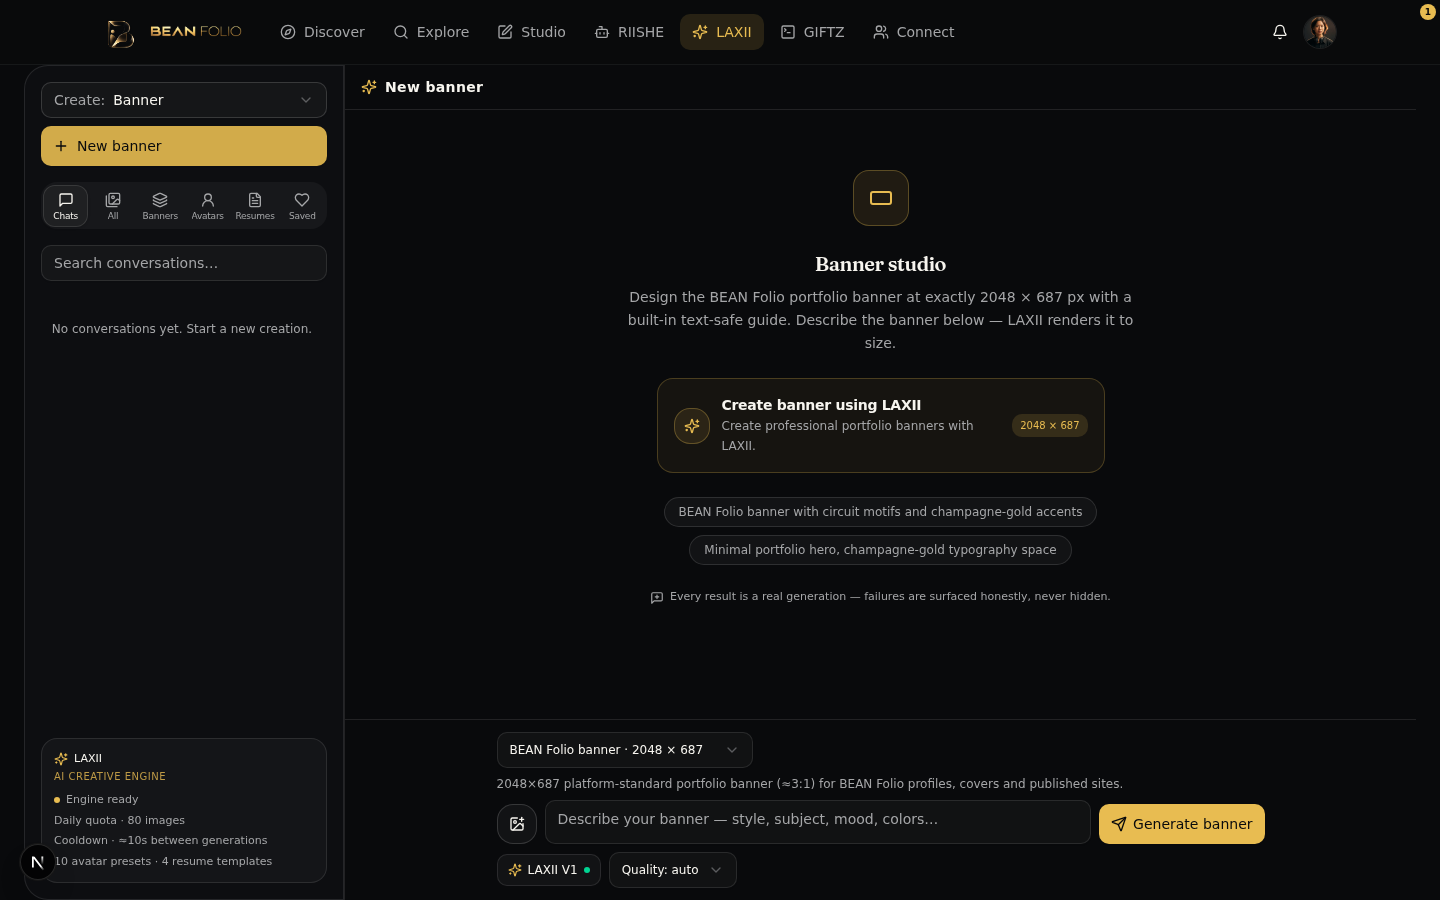 BEAN FOLIO
Discover
Explore
Studio
RIISHE
LAXII
GIFTZ
Connect
1
Create: Banner
New banner
Chats
All
Banners
Avatars
Resumes
Saved
Search conversations…
No conversations yet. Start a new creation.
LAXII
AI CREATIVE ENGINE
Engine ready
Daily quota · 80 images
Cooldown · ≈10s between generations
10 avatar presets · 4 resume templates
N
New banner
Banner studio
Design the BEAN Folio portfolio banner at exactly 2048 × 687 px with a
built-in text-safe guide. Describe the banner below — LAXII renders it to
size.
Create banner using LAXII
Create professional portfolio banners with
LAXII.
2048 × 687
BEAN Folio banner with circuit motifs and champagne-gold accents
Minimal portfolio hero, champagne-gold typography space
Every result is a real generation — failures are surfaced honestly, never hidden.
BEAN Folio banner · 2048 × 687
2048×687 platform-standard portfolio banner (≈3:1) for BEAN Folio profiles, covers and published sites.
Describe your banner — style, subject, mood, colors…
Generate banner
LAXII V1
Quality: auto